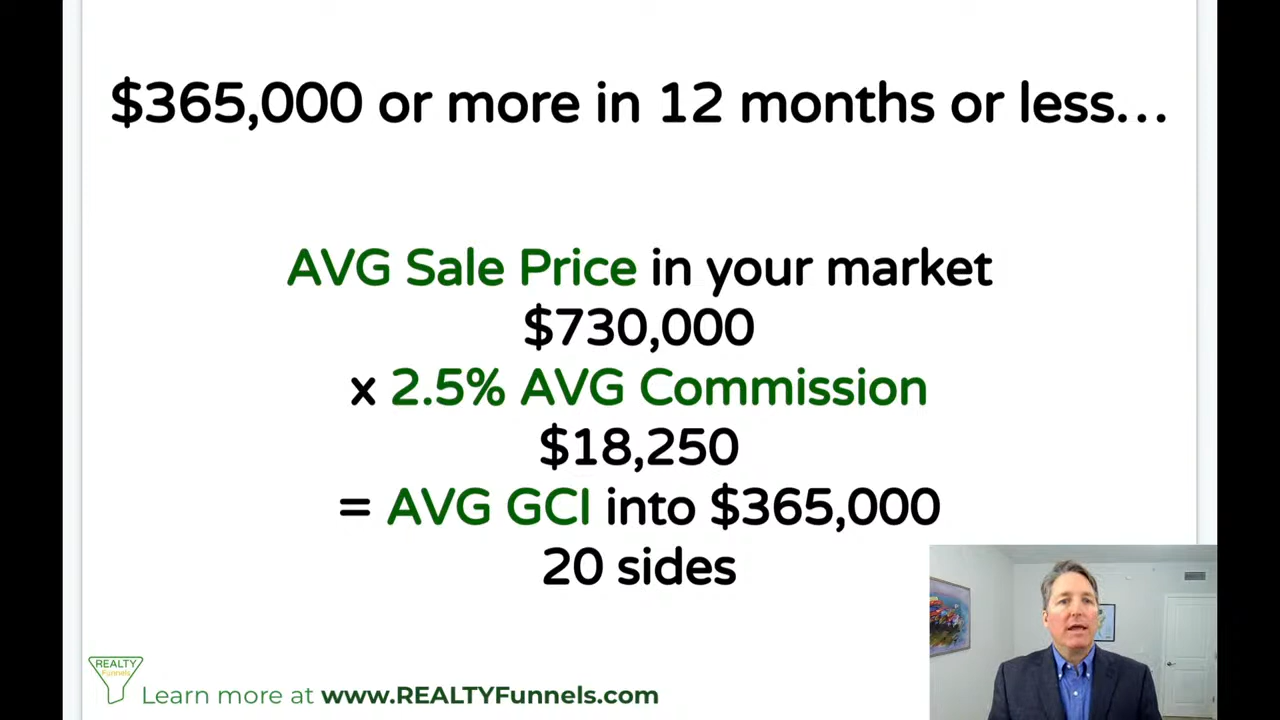 $365,000 or more in 12 months or less...
AVG Sale Price in your market
$730,000
x 2.5% AVG Commission
$18,250
= AVG GCI into $365,000
20 sides
REALTY
Funnels
Learn more at www.REALTYFunnels.com